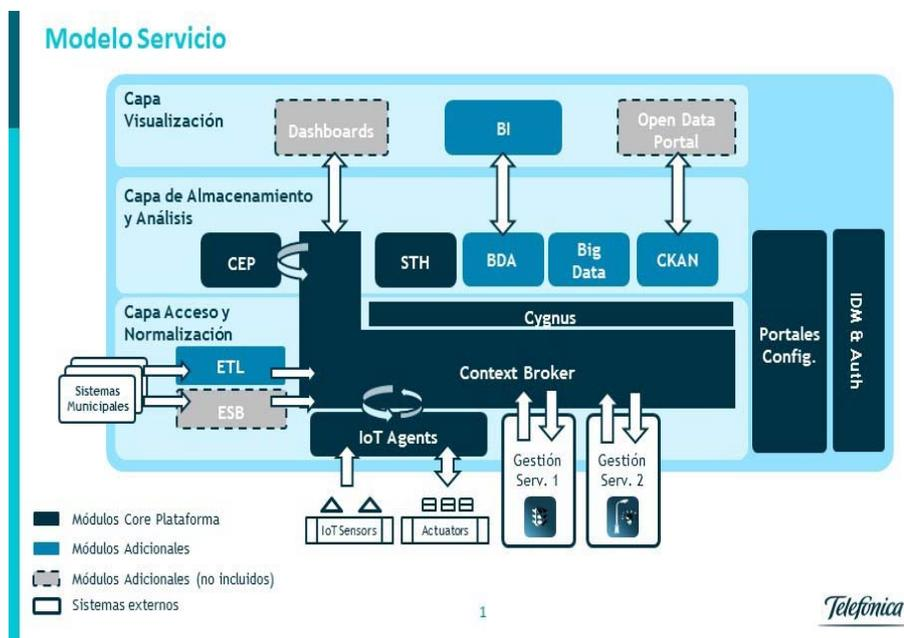 Modelo Servicio
Capa
Visualización
Dashboards
BI
Open Data
Portal
Capa de Almacenamiento
y Análisis
CEP
STH
BDA
Big
Data
CKAN
Capa Acceso y
Normalización
Cygnus
ETL
Context Broker
Sistemas
Municipales
ESB
IoT Agents
Portales
Config.
IDM & Auth
Gestión
Serv. 1
Gestión
Serv. 2
IoT Sensors
Actuators
Módulos Core Plataforma
Módulos Adicionales
Módulos Adicionales (no incluidos)
Sistemas externos
1
Telefónica